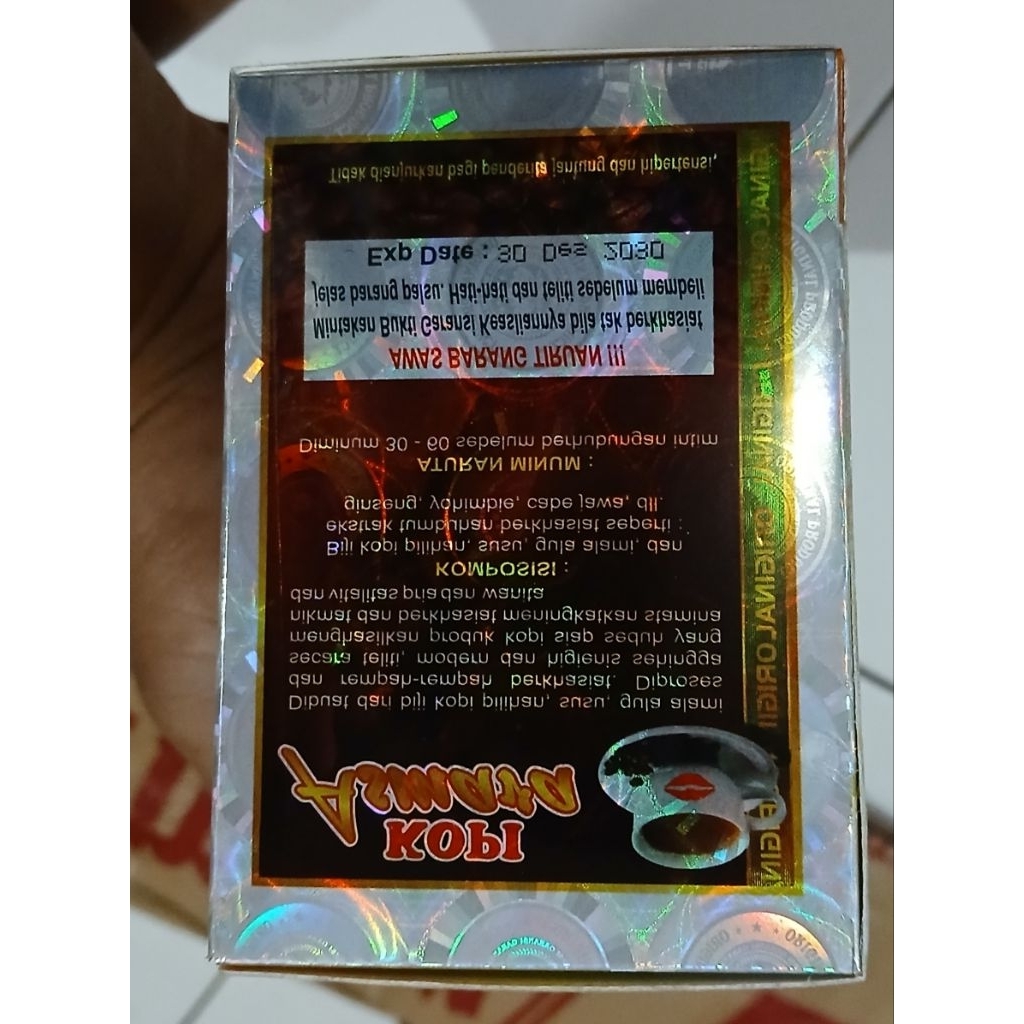 KOPI
Asmara
Dibuat dari biji kopi pilihan, susu, gula alami
dan rempah-rempah berkhasiat. Diproses
secara teliti, modern dan higienis sehingga
menghasilkan produk kopi siap seduh yang
nikmat dan berkhasiat meningkatkan stamina
dan vitalitas pria dan wanita
KOMPOSISI :
Biji kopi pilihan, susu, gula alami, dan
ekstrak tumbuhan berkhasiat seperti :
ginseng, yohimbie, cabe jawa, dll.
ATURAN MINUM :
Diminum 30 - 60 sebelum berhubungan intim
AWAS BARANG TIRUAN !!!
Mintakan Bukti Garansi Keasliannya bila tak berkhasiat
jelas barang palsu. Hati-hati dan teliti sebelum membeli
Exp Date : 30 Des 2030
Tidak dianjurkan bagi penderita jantung dan hipertensi,